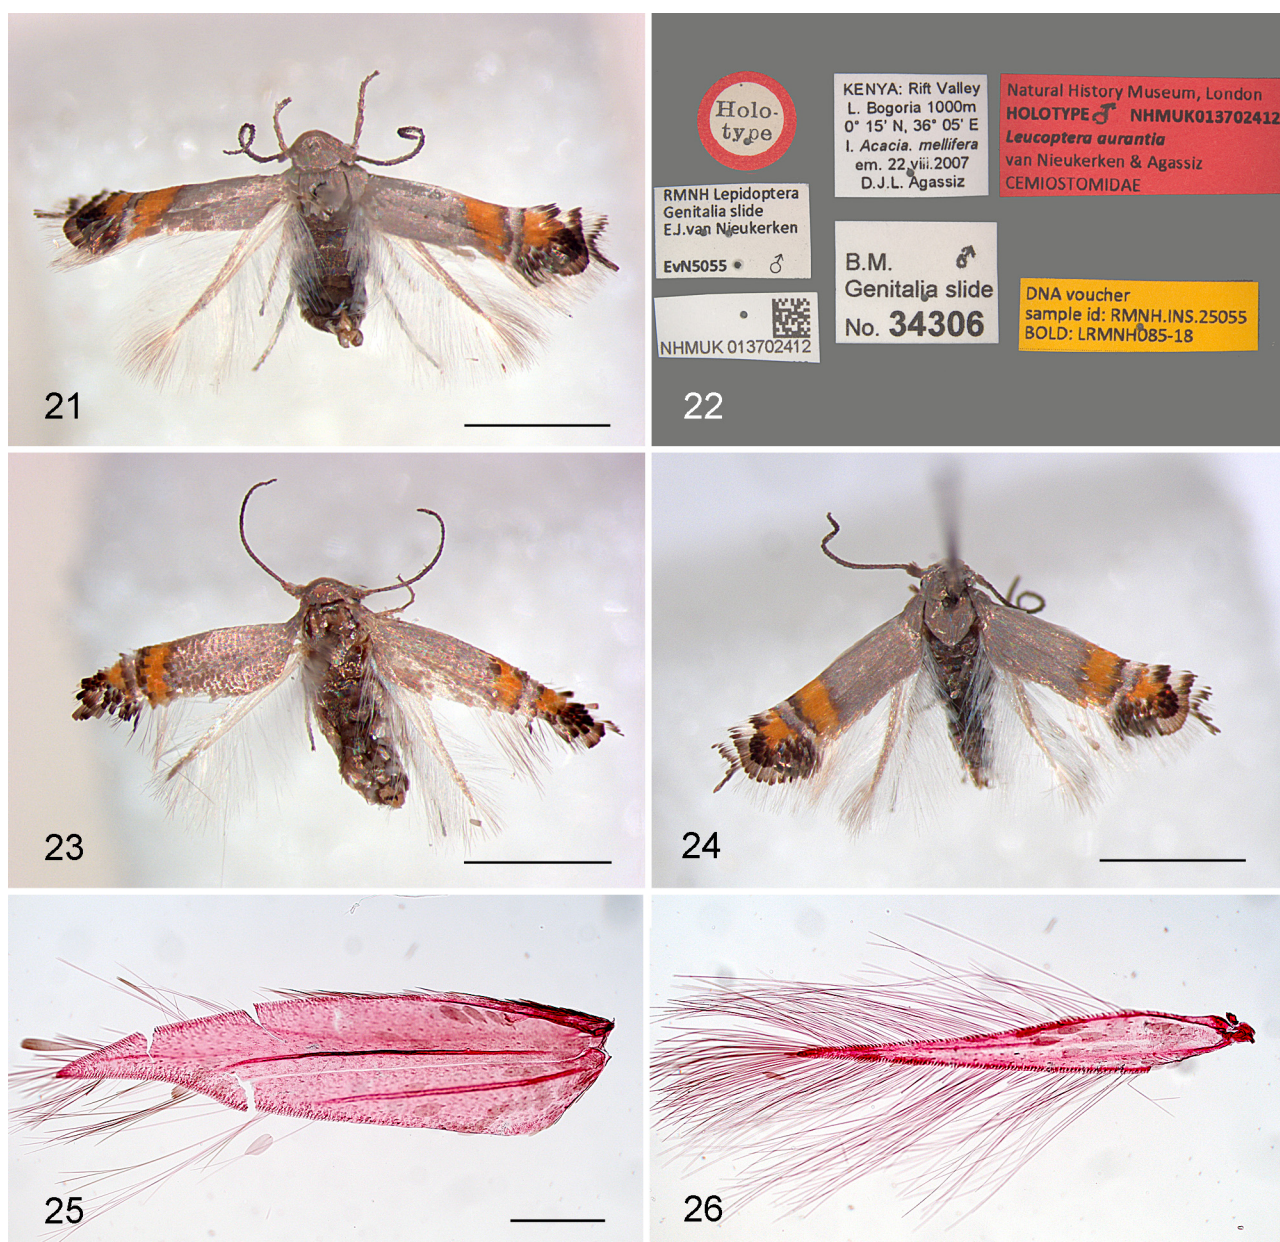 21
Holo-
type
KENYA: Rift Valley
L. Bogoria 1000m
0° 15' N, 36° 05' E
I. Acacia. mellifera
em. 22.viii.2007
D.J.L. Agassiz
Natural History Museum, London
HOLOTYPE ♂ NHMUK013702412
Leucoptera aurantia
van Nieukerken & Agassiz
CEMIOSTOMIDAE
RMNH Lepidoptera
Genitalia slide
E.J.van Nieukerken
EvN5055 ♂
B.M. ♂
Genitalia slide
No. 34306
DNA voucher
sample id: RMNH.INS.25055
BOLD: LRMNH085-18
NHMUK 013702412
22
23
24
25
26